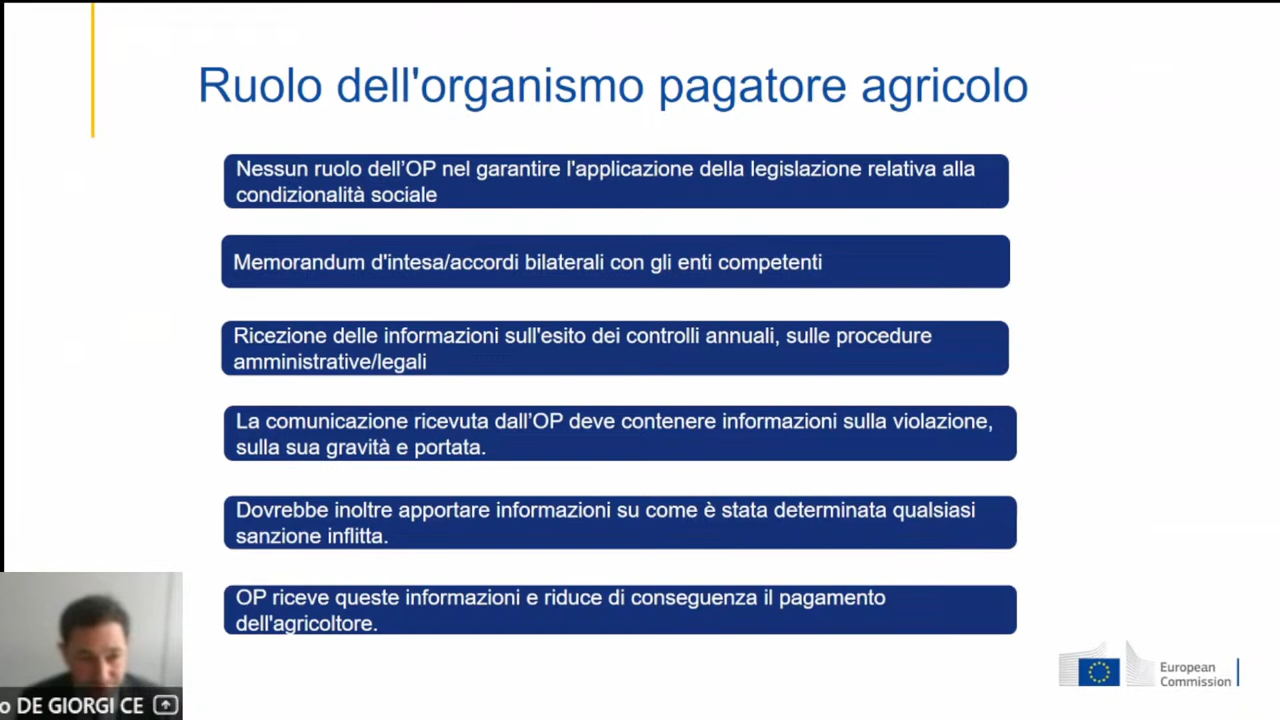 Ruolo dell'organismo pagatore agricolo
Nessun ruolo dell’OP nel garantire l'applicazione della legislazione relativa alla
condizionalità sociale
Memorandum d'intesa/accordi bilaterali con gli enti competenti
Ricezione delle informazioni sull'esito dei controlli annuali, sulle procedure
amministrative/legali
La comunicazione ricevuta dall’OP deve contenere informazioni sulla violazione,
sulla sua gravità e portata.
Dovrebbe inoltre apportare informazioni su come è stata determinata qualsiasi
sanzione inflitta.
OP riceve queste informazioni e riduce di conseguenza il pagamento
dell'agricoltore.
o DE GIORGI CE
European
Commission